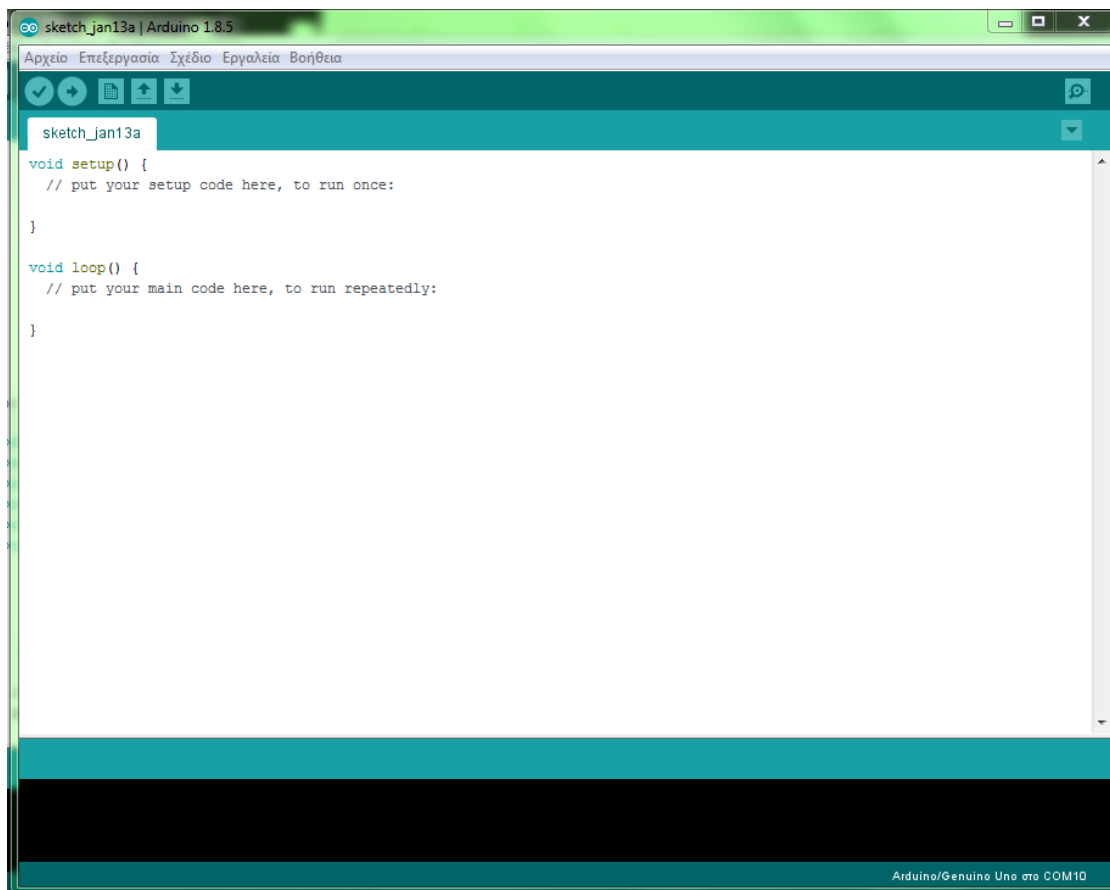 sketch_jan13a | Arduino 1.8.5
Αρχείο Επεξεργασία Σχέδιο Εργαλεία Βοήθεια
sketch_jan13a
void setup() {
  // put your setup code here, to run once:
}
void loop() {
  // put your main code here, to run repeatedly:
}
Arduino/Genuino Uno στο COM10